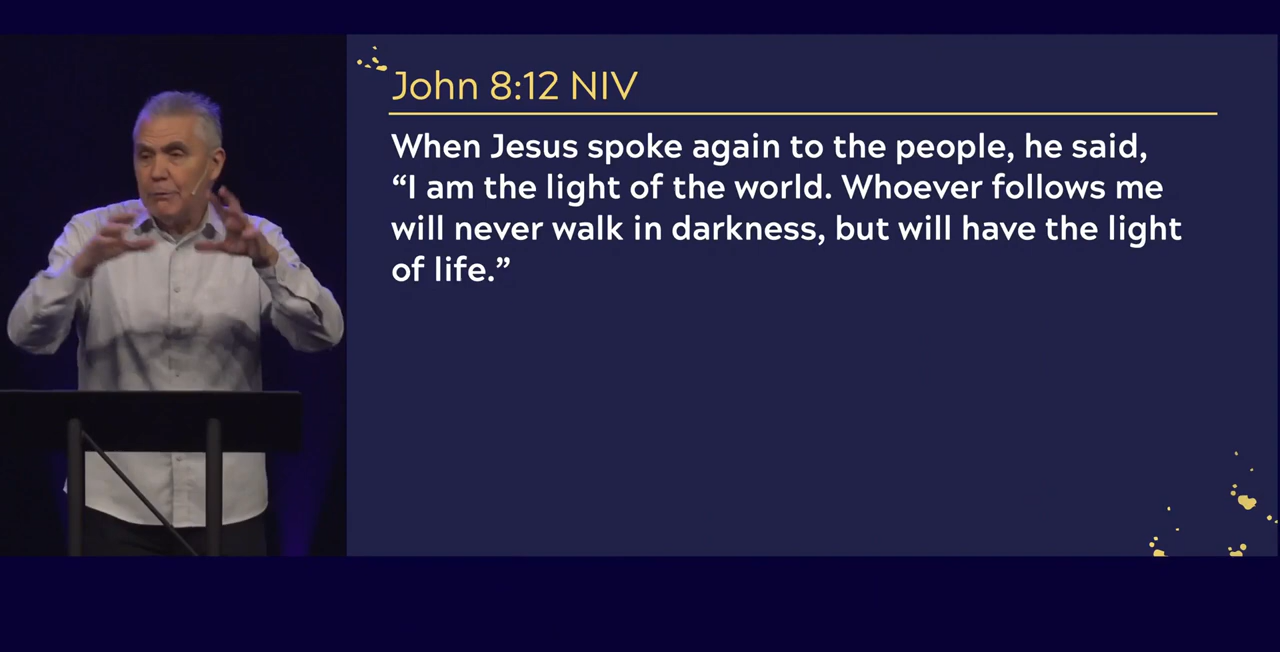 John 8:12 NIV
When Jesus spoke again to the people, he said,
“I am the light of the world. Whoever follows me
will never walk in darkness, but will have the light
of life.”